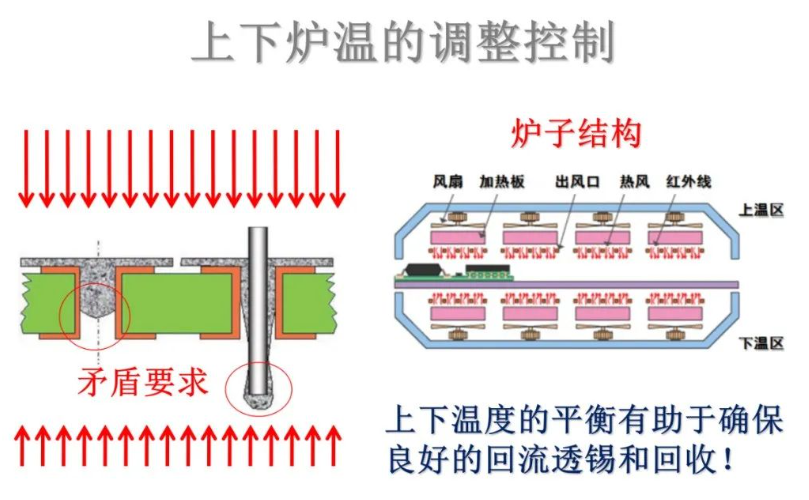 上下炉温的调整控制
炉子结构
风扇 加热板 出风口 热风 红外线
上温区
下温区
矛盾要求
上下温度的平衡有助于确保
良好的回流透锡和回收！